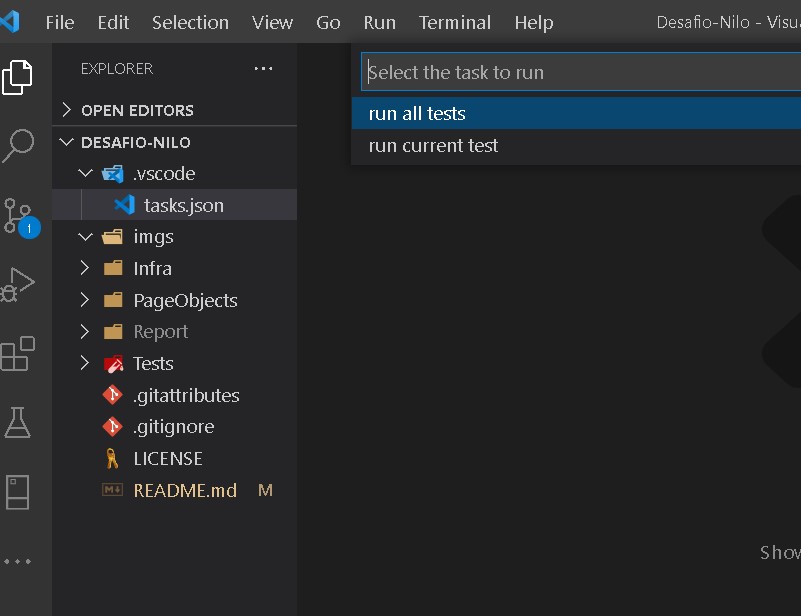 File Edit Selection View Go Run Terminal Help Desafio-Nilo - Visu
EXPLORER ...
Select the task to run
run all tests
run current test
OPEN EDITORS
DESAFIO-NILO
.vscode
tasks.json
1
imgs
Infra
PageObjects
Report
Tests
.gitattributes
.gitignore
LICENSE
M README.md M
Show